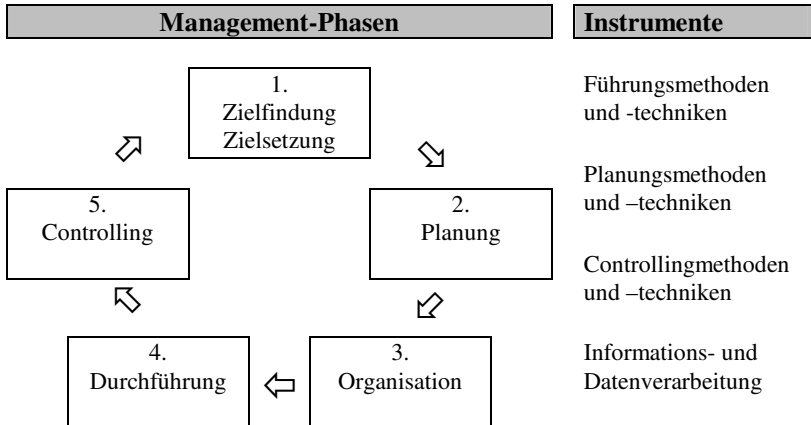 Management-Phasen
1.
Zielfindung
Zielsetzung
5.
Controlling
2.
Planung
4.
Durchführung
3.
Organisation
Instrumente
Führungsmethoden
und -techniken
Planungsmethoden
und –techniken
Controllingmethoden
und –techniken
Informations- und
Datenverarbeitung